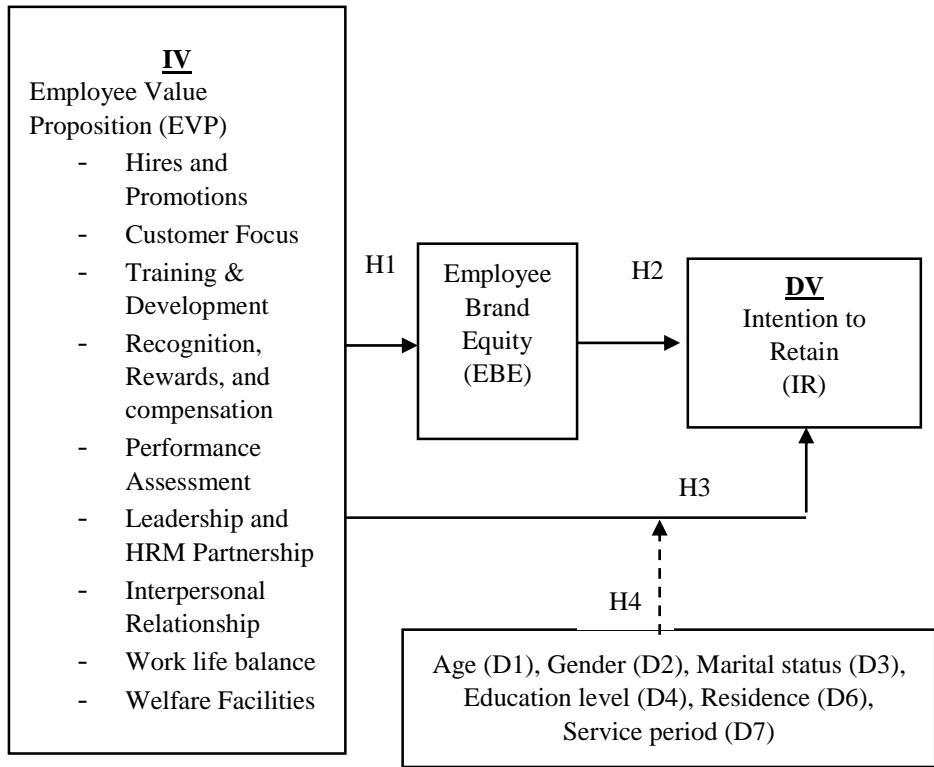 IV
Employee Value
Proposition (EVP)
- Hires and
Promotions
- Customer Focus
- Training &
Development
- Recognition,
Rewards, and
compensation
- Performance
Assessment
- Leadership and
HRM Partnership
- Interpersonal
Relationship
- Work life balance
- Welfare Facilities
H1
Employee
Brand
Equity
(EBE)
H2
DV
Intention to
Retain
(IR)
H3
H4
Age (D1), Gender (D2), Marital status (D3),
Education level (D4), Residence (D6),
Service period (D7)